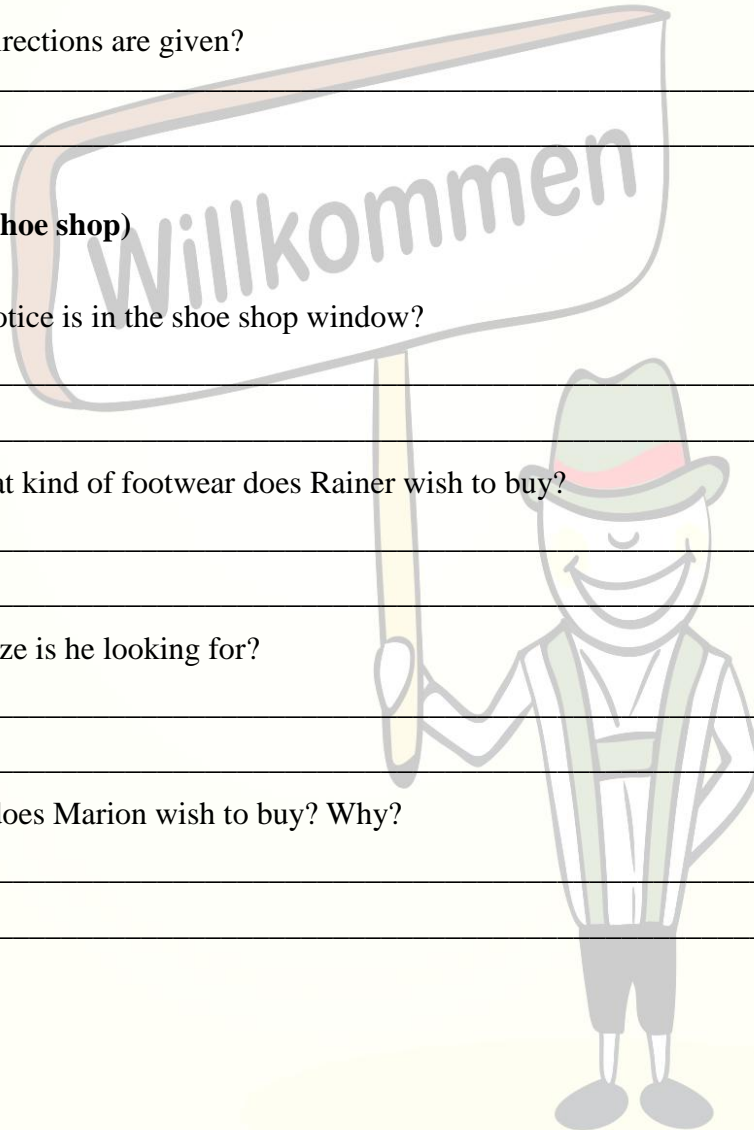 rections are given?
Willkommen
hoe shop)
otice is in the shoe shop window?
at kind of footwear does Rainer wish to buy?
ze is he looking for?
does Marion wish to buy? Why?